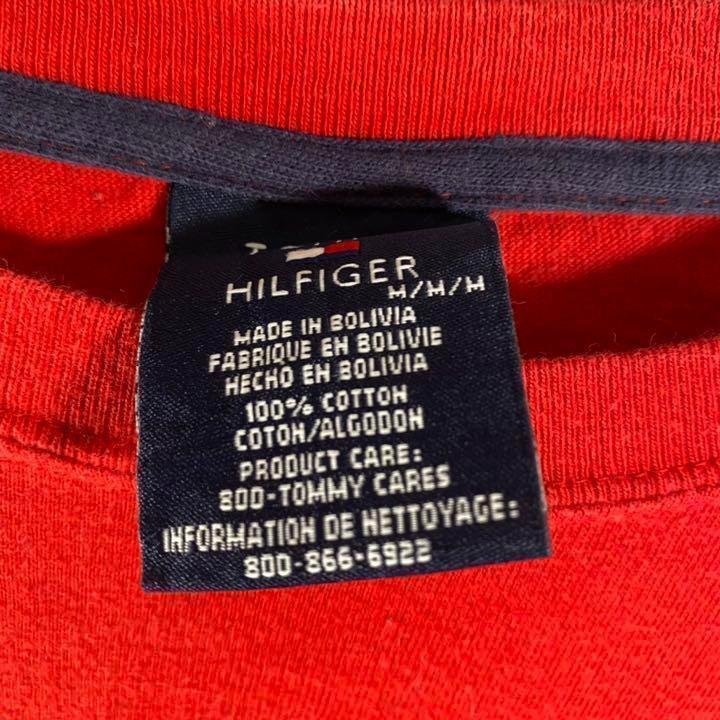 HILFIGER
M/M/M
MADE IN BOLIVIA
FABRIQUE EN BOLIVIE
HECHO EN BOLIVIA
100% COTTON
COTON/ALGODON
PRODUCT CARE:
800-TOMMY CARES
INFORMATION DE NETTOYAGE:
800-866-6922